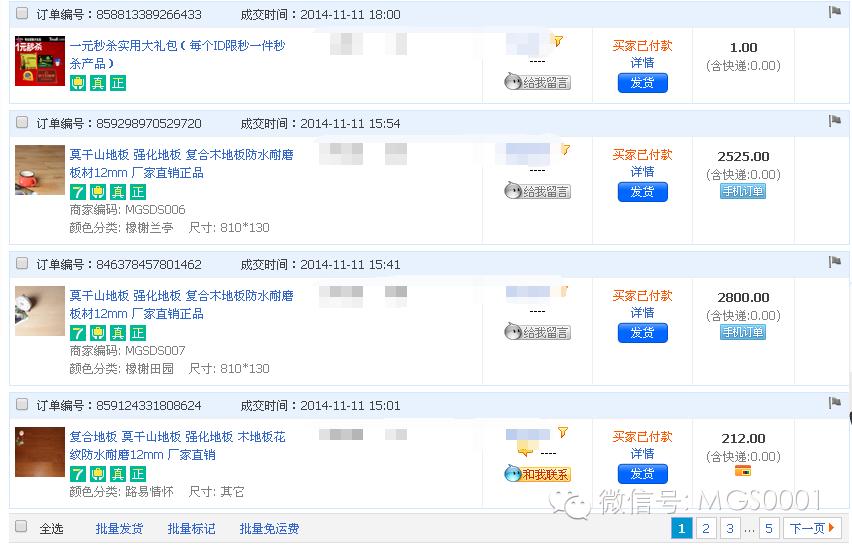 订单编号：858813389266433 成交时间：2014-11-11 18:00
一元秒杀实用大礼包（每个ID限秒一件秒
杀产品）
真 正
----
给我留言
买家已付款
详情
发货
1.00
(含快递:0.00)
订单编号：859298970529720 成交时间：2014-11-11 15:54
莫干山地板 强化地板 复合木地板防水耐磨
板材12mm 厂家直销正品
7 真 正
商家编码: MGSDS006
颜色分类: 橡榭兰亭 尺寸: 810*130
----
给我留言
买家已付款
详情
发货
2525.00
(含快递:0.00)
手机订单
订单编号：846378457801462 成交时间：2014-11-11 15:41
莫干山地板 强化地板 复合木地板防水耐磨
板材12mm 厂家直销正品
7 真 正
商家编码: MGSDS007
颜色分类: 橡榭田园 尺寸: 810*130
----
给我留言
买家已付款
详情
发货
2800.00
(含快递:0.00)
手机订单
订单编号：859124331808624 成交时间：2014-11-11 15:01
复合地板 莫干山地板 强化地板 木地板花
纹防水耐磨12mm 厂家直销
7 真 正
颜色分类: 路易情怀 尺寸: 其它
----
和我联系
买家已付款
详情
发货
212.00
(含快递:0.00)
微信号: MGS0001
全选 批量发货 批量标记 批量免运费
1 2 3 ... 5 下一页